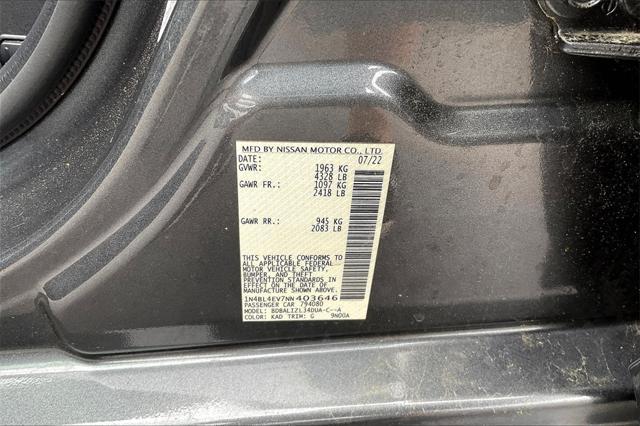 MFD BY NISSAN MOTOR CO., LTD.
DATE: 07/22
GVWR: 1963 KG
4328 LB
GAWR FR.: 1097 KG
2418 LB
GAWR RR.: 945 KG
2083 LB
THIS VEHICLE CONFORMS
TO ALL APPLICABLE FEDERAL
MOTOR VEHICLE SAFETY,
BUMPER, AND THEFT
PREVENTION STANDARDS
IN EFFECT ON THE DATE OF
MANUFACTURE SHOWN ABOVE.
1N4BL4EV7NN403646
PASSENGER CAR 794080
MODEL: BDBALIZL34DUA-C--A
COLOR: KAD TRIM: G 9N00A